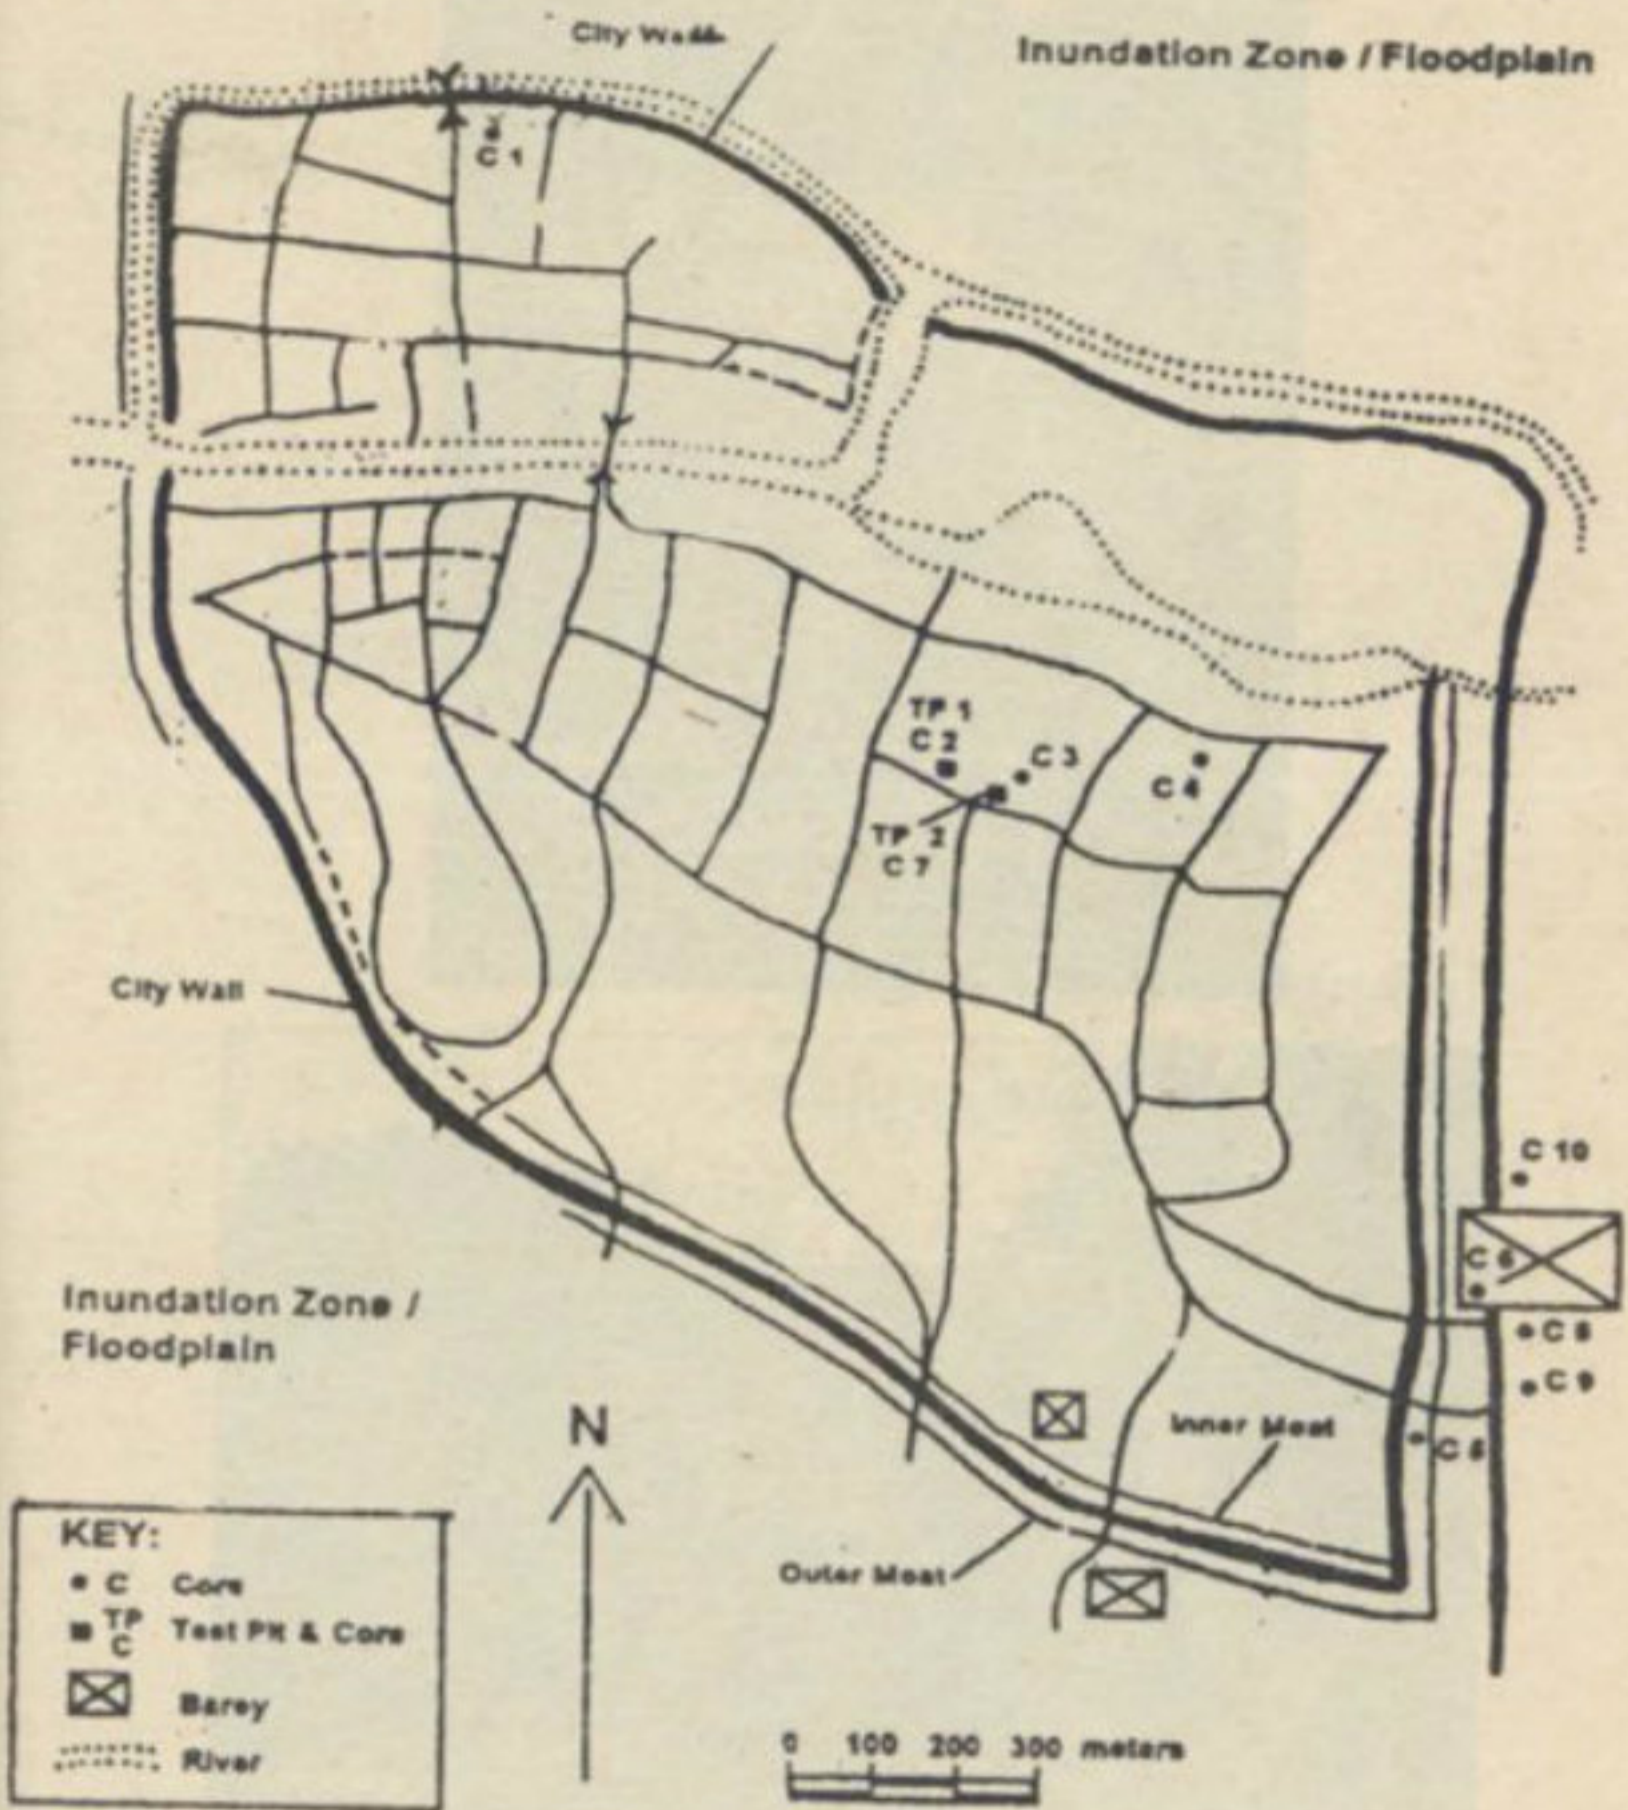 City Wall
Inundation Zone / Floodplain
C 1
TP 1
C 2
C 3
C 4
TP 2
C 7
City Wall
C 10
C 6
C 8
C 9
C 5
Inundation Zone /
Floodplain
N
Inner Moat
Outer Moat
KEY:
C Core
TP
C Test Pit & Core
Baray
River
0 100 200 300 meters